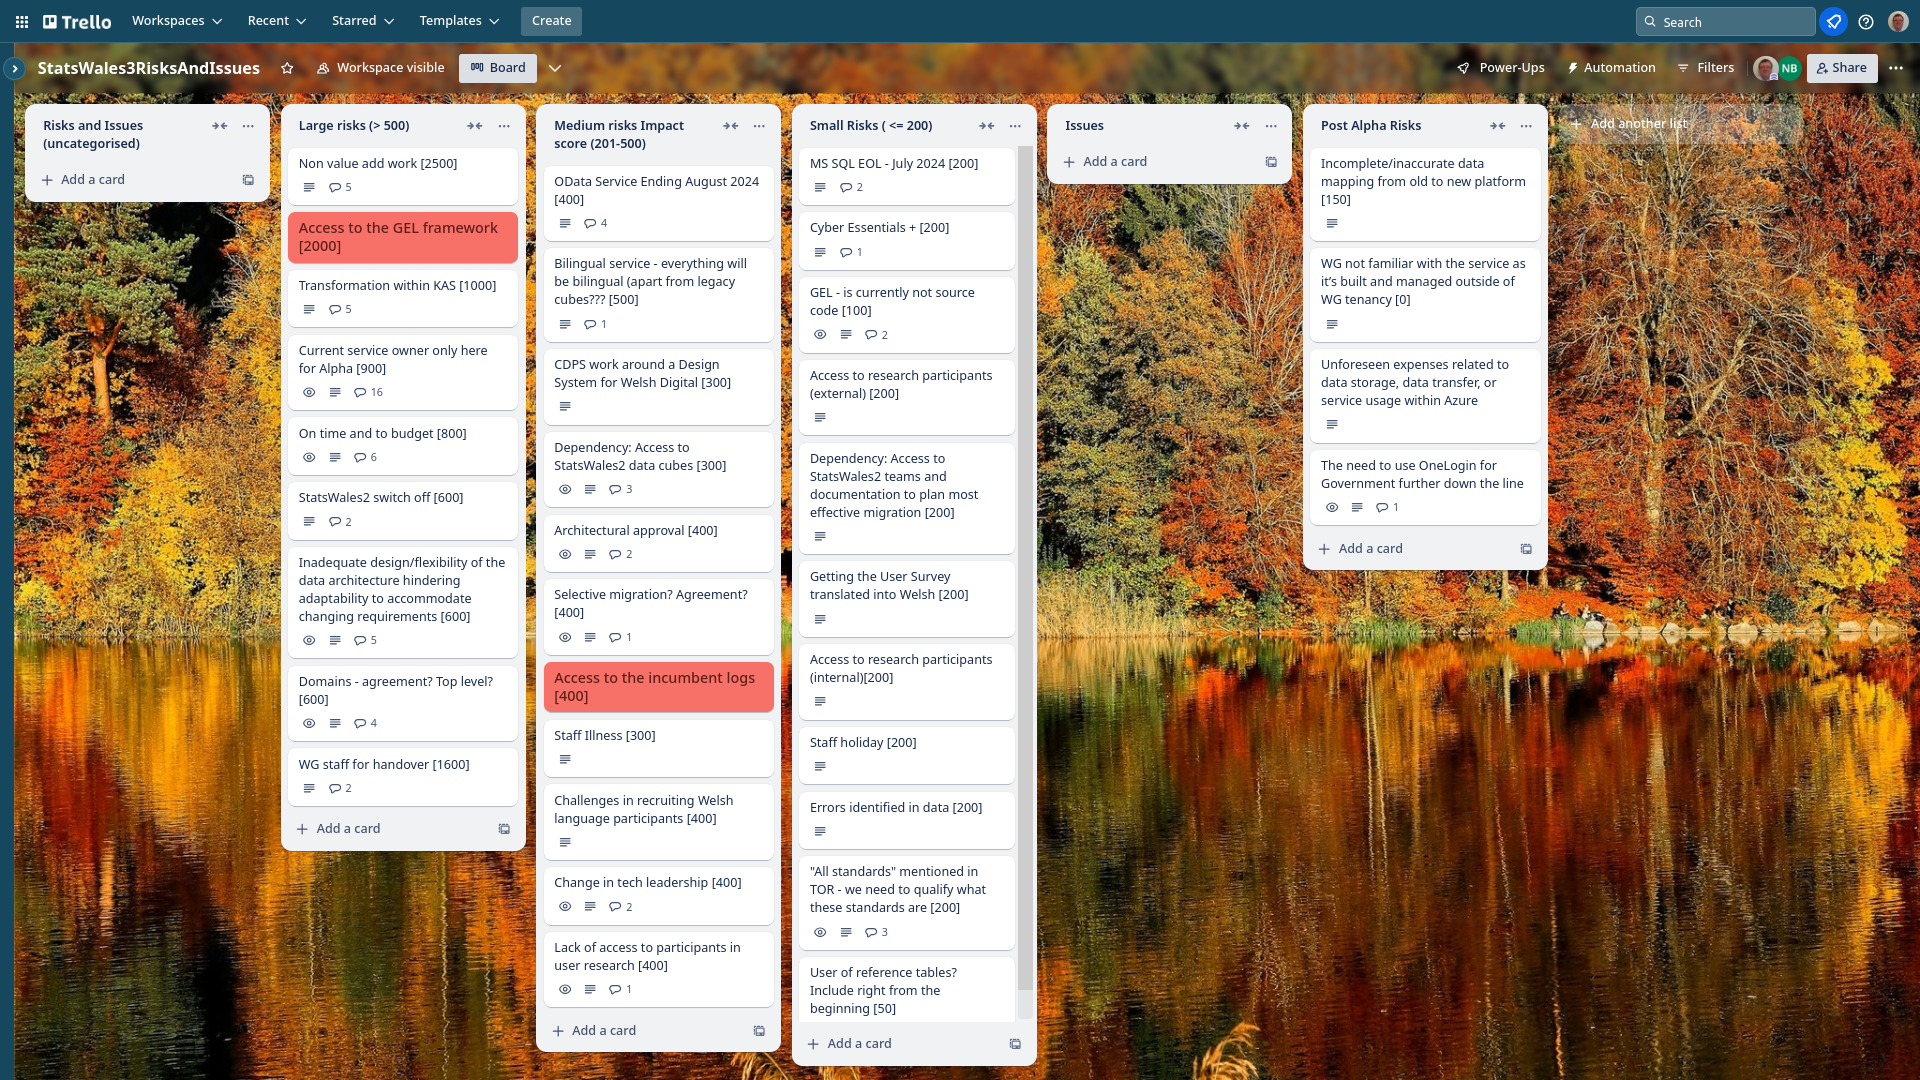 Trello
Workspaces
Recent
Starred
Templates
Create
Search
StatsWales3RisksAndIssues
Workspace visible
Board
Power-Ups
Automation
Filters
NB
Share
Risks and Issues
(uncategorised)
Add a card
Large risks (> 500)
Non value add work [2500]
5
Access to the GEL framework
[2000]
Transformation within KAS [1000]
5
Current service owner only here
for Alpha [900]
16
On time and to budget [800]
6
StatsWales2 switch off [600]
2
Inadequate design/flexibility of the
data architecture hindering
adaptability to accommodate
changing requirements [600]
5
Domains - agreement? Top level?
[600]
4
WG staff for handover [1600]
2
Add a card
Medium risks Impact
score (201-500)
OData Service Ending August 2024
[400]
4
Bilingual service - everything will
be bilingual (apart from legacy
cubes??? [500]
1
CDPS work around a Design
System for Welsh Digital [300]
Dependency: Access to
StatsWales2 data cubes [300]
3
Architectural approval [400]
2
Selective migration? Agreement?
[400]
1
Access to the incumbent logs
[400]
Staff Illness [300]
Challenges in recruiting Welsh
language participants [400]
Change in tech leadership [400]
2
Lack of access to participants in
user research [400]
1
Add a card
Small Risks ( <= 200)
MS SQL EOL - July 2024 [200]
2
Cyber Essentials + [200]
1
GEL - is currently not source
code [100]
2
Access to research participants
(external) [200]
Dependency: Access to
StatsWales2 teams and
documentation to plan most
effective migration [200]
Getting the User Survey
translated into Welsh [200]
Access to research participants
(internal)[200]
Staff holiday [200]
Errors identified in data [200]
"All standards" mentioned in
TOR - we need to qualify what
these standards are [200]
3
User of reference tables?
Include right from the
beginning [50]
Add a card
Issues
Add a card
Post Alpha Risks
Incomplete/inaccurate data
mapping from old to new platform
[150]
WG not familiar with the service as
it’s built and managed outside of
WG tenancy [0]
Unforeseen expenses related to
data storage, data transfer, or
service usage within Azure
The need to use OneLogin for
Government further down the line
1
Add a card
Add another list